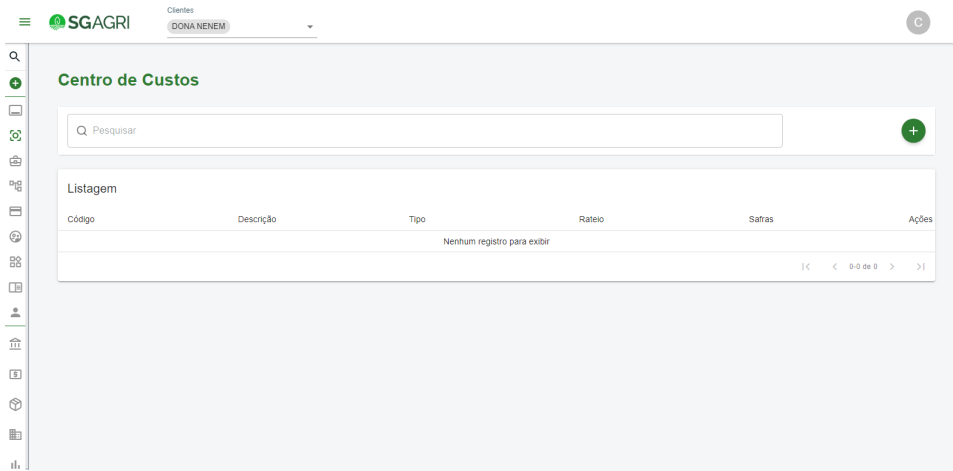 Clientes
SGAGRI
DONA NENEM
C
Centro de Custos
Pesquisar
Listagem
Código Descrição Tipo Rateio Safras Ações
Nenhum registro para exibir
0-0 de 0